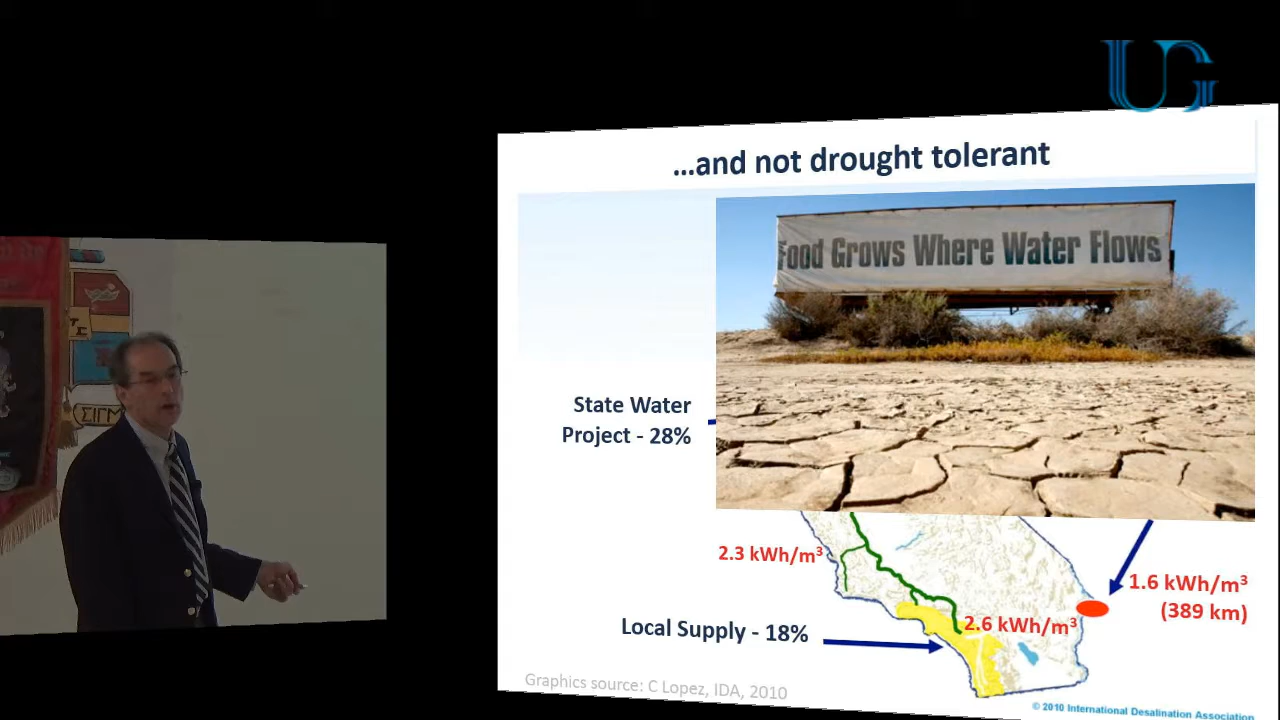 UG
...and not drought tolerant
Food Grows Where Water Flows
State Water
Project - 28%
2.3 kWh/m³
1.6 kWh/m³
(389 km)
2.6 kWh/m³
Local Supply - 18%
Graphics source: C Lopez, IDA, 2010
© 2010 International Desalination Association
ΣΙΓΜ